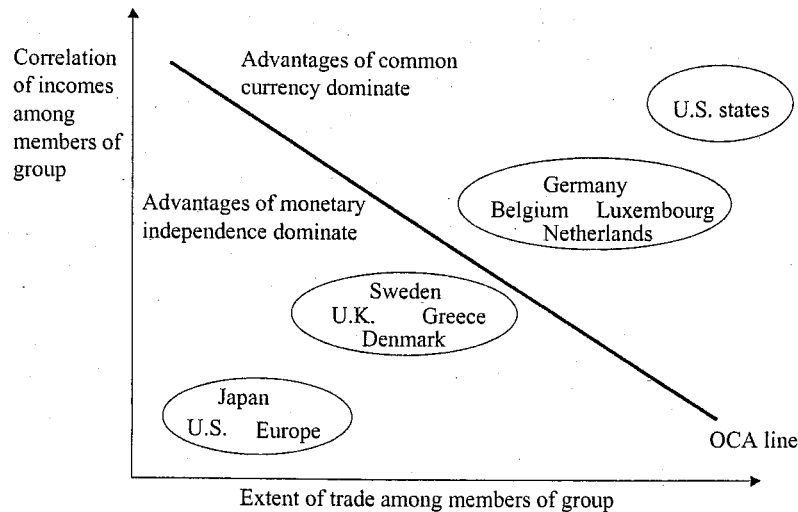 Correlation
of incomes
among
members of
group
Advantages of common
currency dominate
U.S. states
Advantages of monetary
independence dominate
Germany
Belgium Luxembourg
Netherlands
Sweden
U.K. Greece
Denmark
Japan
U.S. Europe
OCA line
Extent of trade among members of group